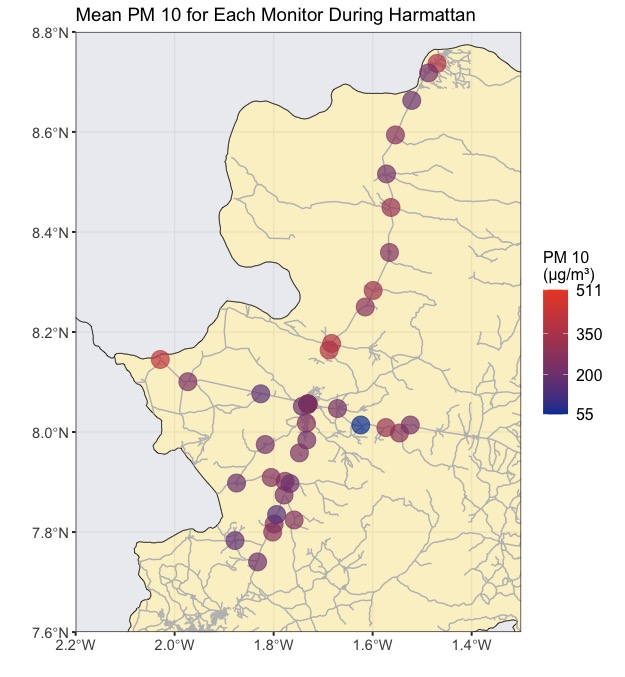 Mean PM 10 for Each Monitor During Harmattan
8.8°N
8.6°N
8.4°N
8.2°N
8.0°N
7.8°N
7.6°N
2.2°W 2.0°W 1.8°W 1.6°W 1.4°W
PM 10
(µg/m³)
511
350
200
55